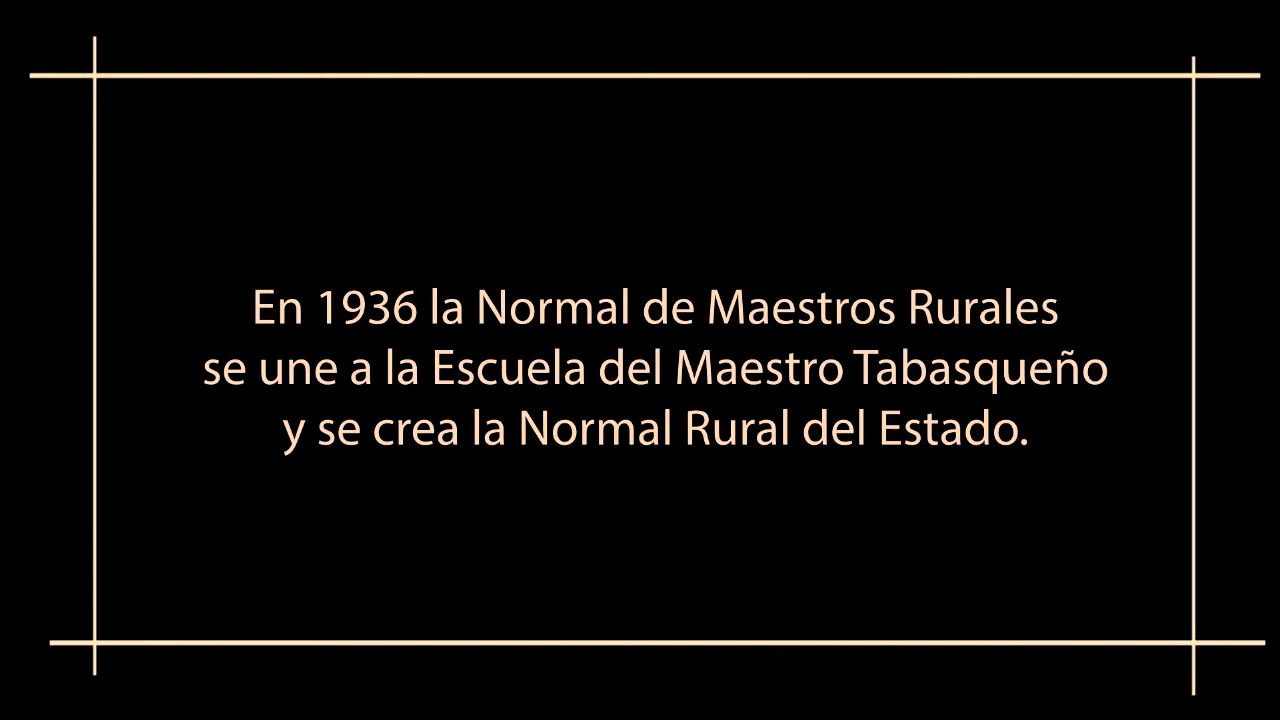 En 1936 la Normal de Maestros Rurales
se une a la Escuela del Maestro Tabasqueño
y se crea la Normal Rural del Estado.